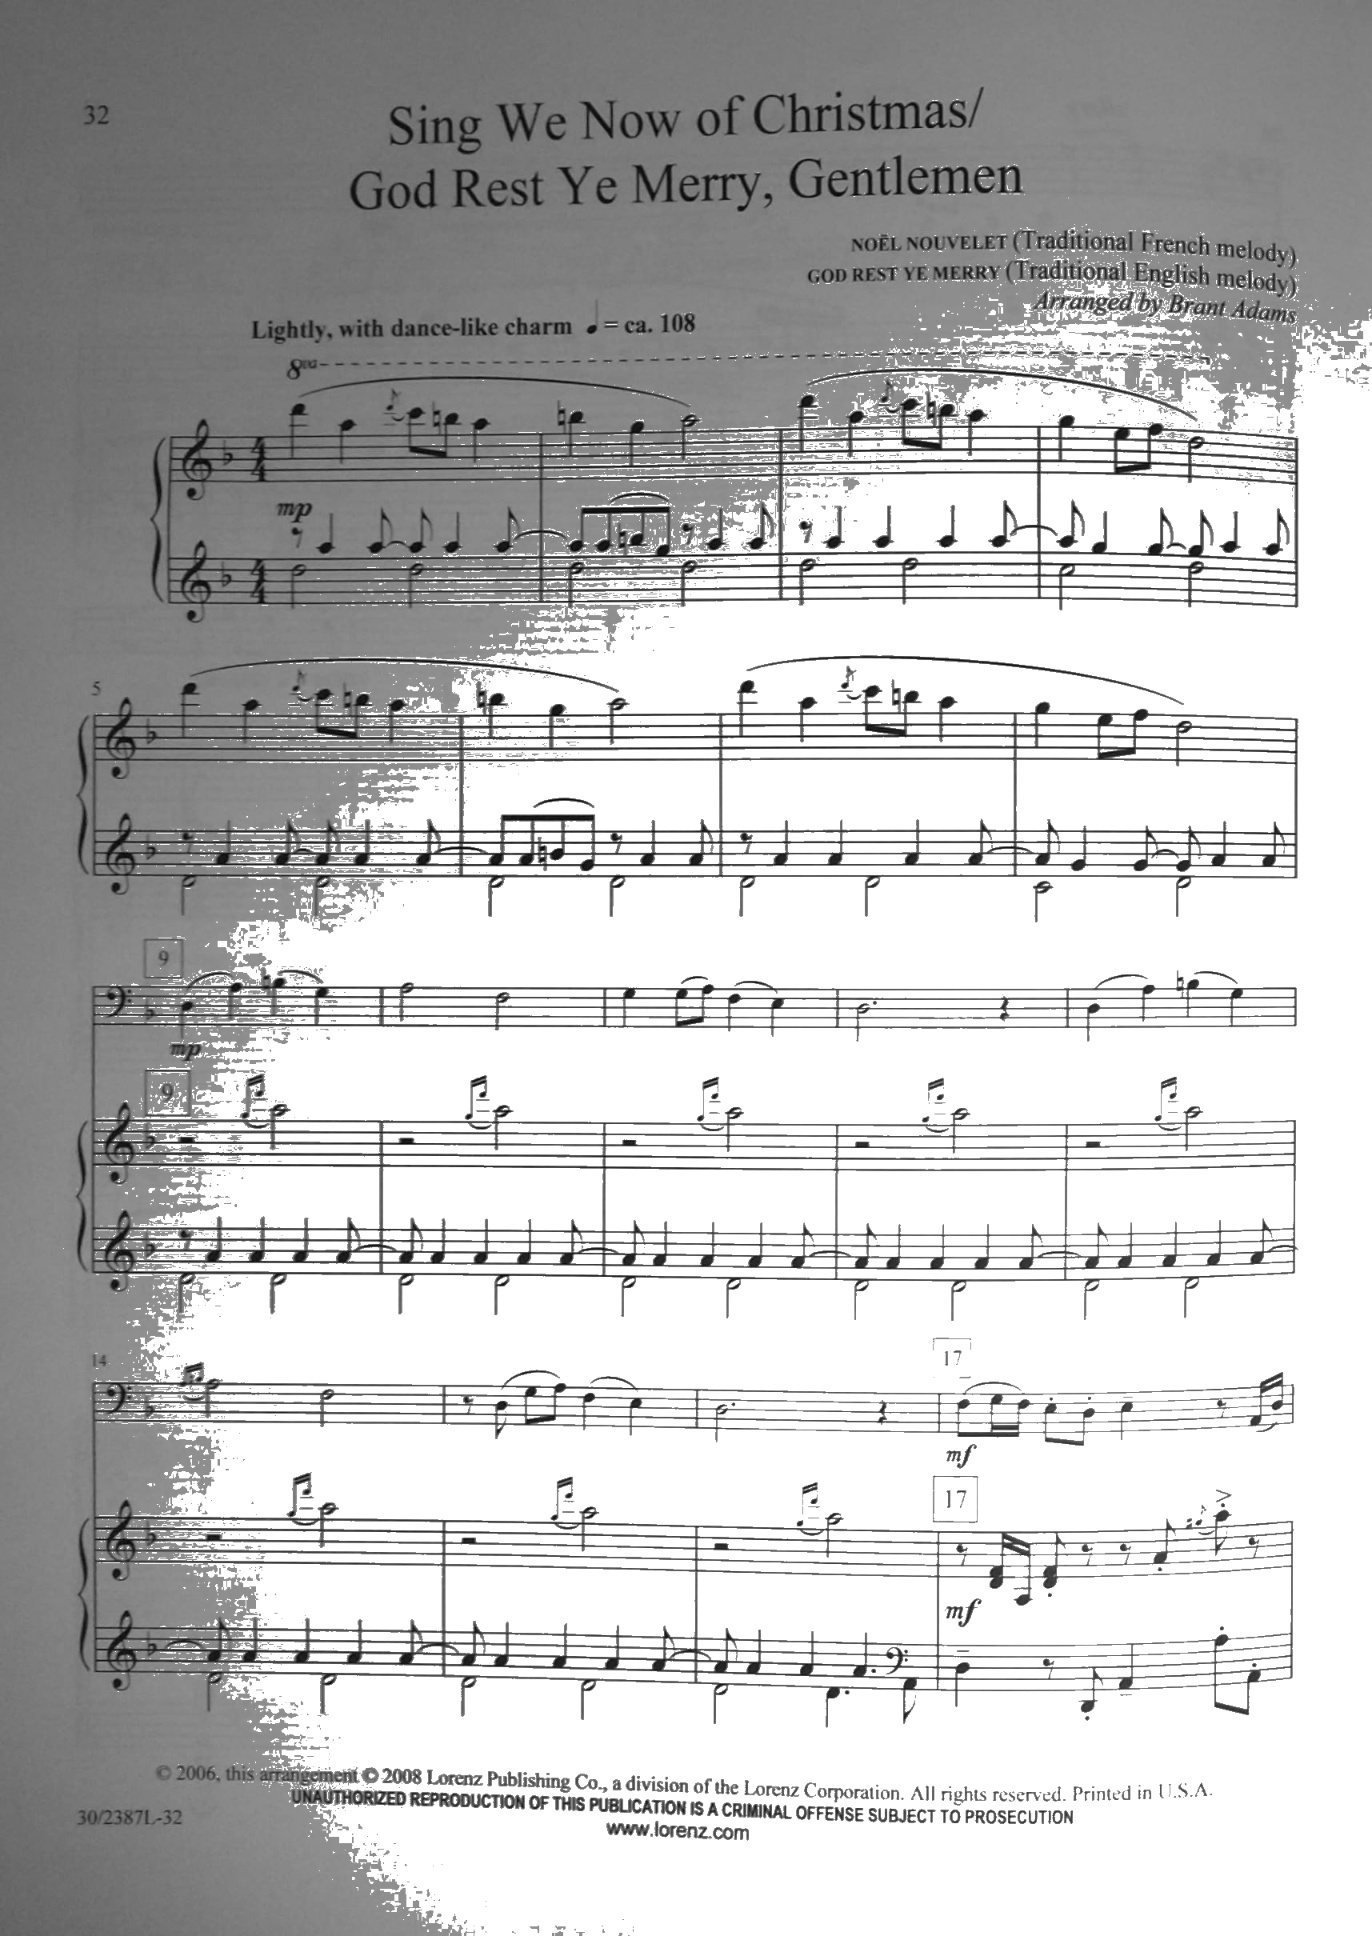 32
Sing We Now of Christmas/
God Rest Ye Merry, Gentlemen
NOËL NOUVELET (Traditional French melody)
GOD REST YE MERRY (Traditional English melody)
Arranged by Brant Adams
Lightly, with dance-like charm ♩ = ca. 108
8va
mp
5
9
mp
9
14
17
mf
17
mf
© 2006, this arrangement © 2008 Lorenz Publishing Co., a division of the Lorenz Corporation. All rights reserved. Printed in U.S.A.
UNAUTHORIZED REPRODUCTION OF THIS PUBLICATION IS A CRIMINAL OFFENSE SUBJECT TO PROSECUTION
30/2387L-32
www.lorenz.com